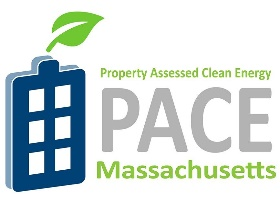 Property Assessed Clean Energy
PACE
Massachusetts